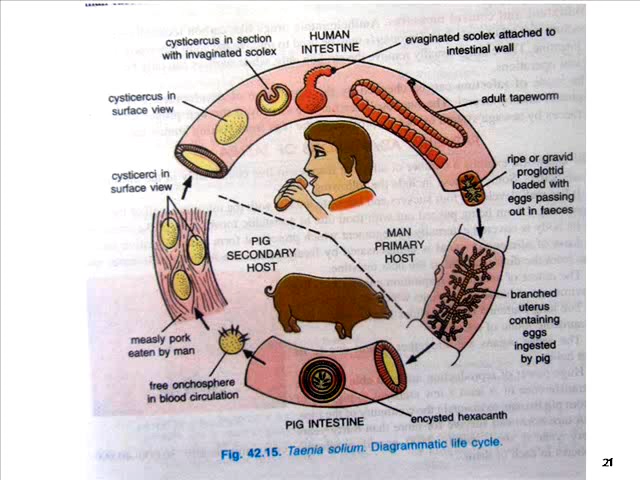 HUMAN
INTESTINE
cysticercus in section
with invaginated scolex
evaginated scolex attached to
intestinal wall
cysticercus in
surface view
adult tapeworm
cysticerci in
surface view
ripe or gravid
proglottid
loaded with
eggs passing
out in faeces
PIG
SECONDARY
HOST
MAN
PRIMARY
HOST
branched
uterus
containing
eggs
ingested
by pig
measly pork
eaten by man
free onchosphere
in blood circulation
PIG INTESTINE
encysted hexacanth
Fig. 42.15. Taenia solium. Diagrammatic life cycle.
21